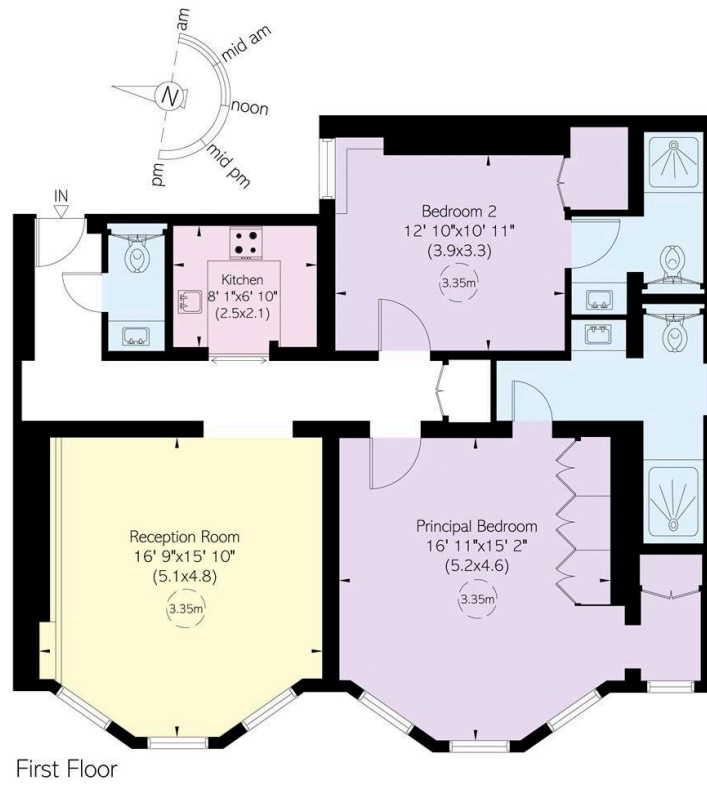 am
mid am
noon
mid pm
pm
N
IN
Bedroom 2
12' 10"x10' 11"
(3.9x3.3)
3.35m
Kitchen
8' 1"x6' 10"
(2.5x2.1)
Reception Room
16' 9"x15' 10"
(5.1x4.8)
3.35m
Principal Bedroom
16' 11"x15' 2"
(5.2x4.6)
3.35m
First Floor